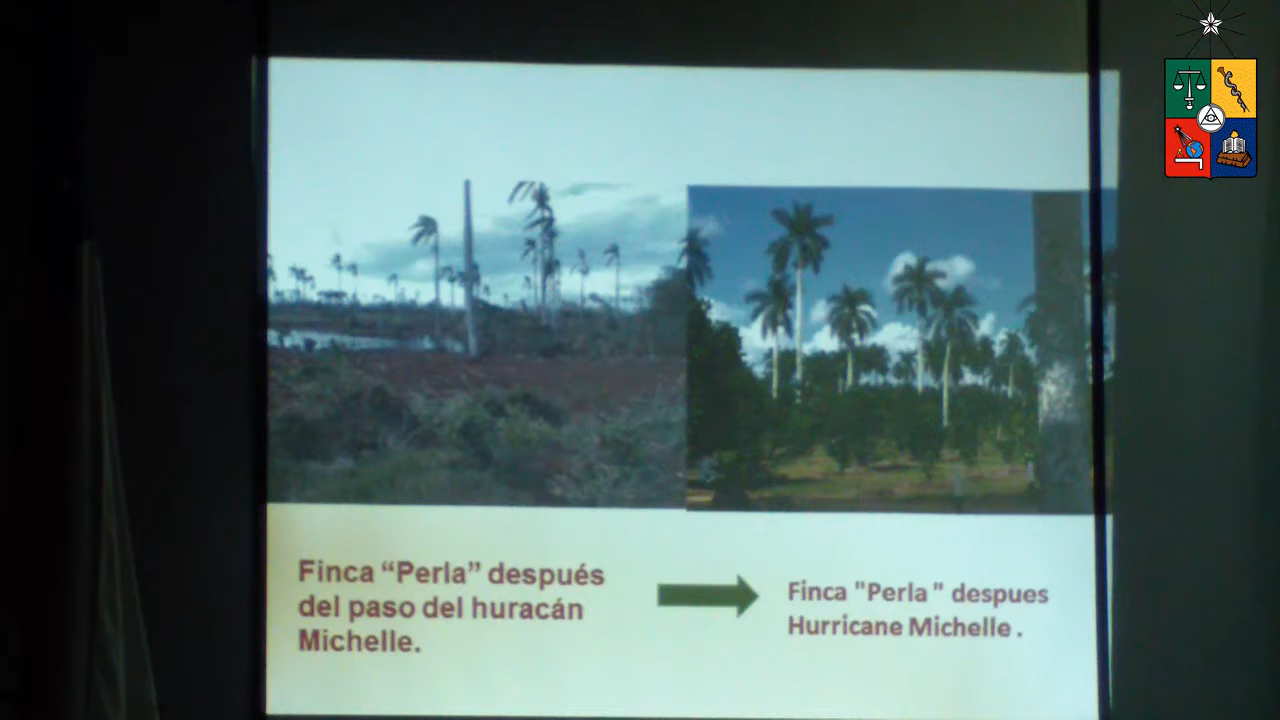 Finca “Perla” después
del paso del huracán
Michelle.
Finca "Perla " despues
Hurricane Michelle .